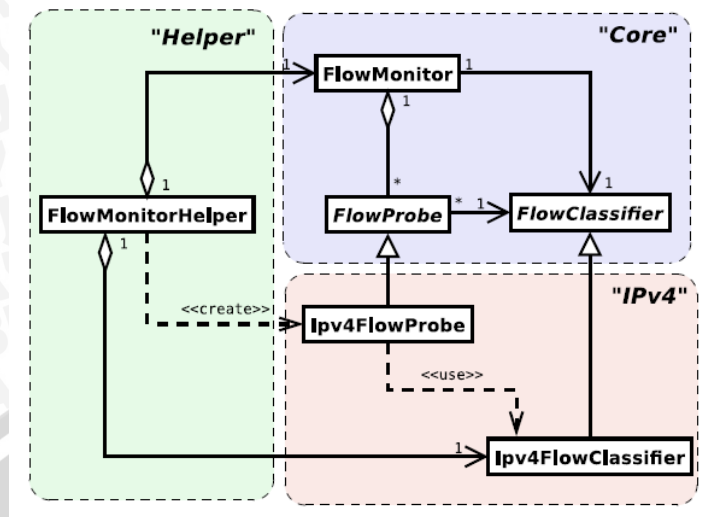 "Helper"
"Core"
1
FlowMonitor
1
1
1
*
1
FlowMonitorHelper
FlowProbe
* 1
FlowClassifier
1
"IPv4"
<<create>>
Ipv4FlowProbe
<<use>>
1
Ipv4FlowClassifier